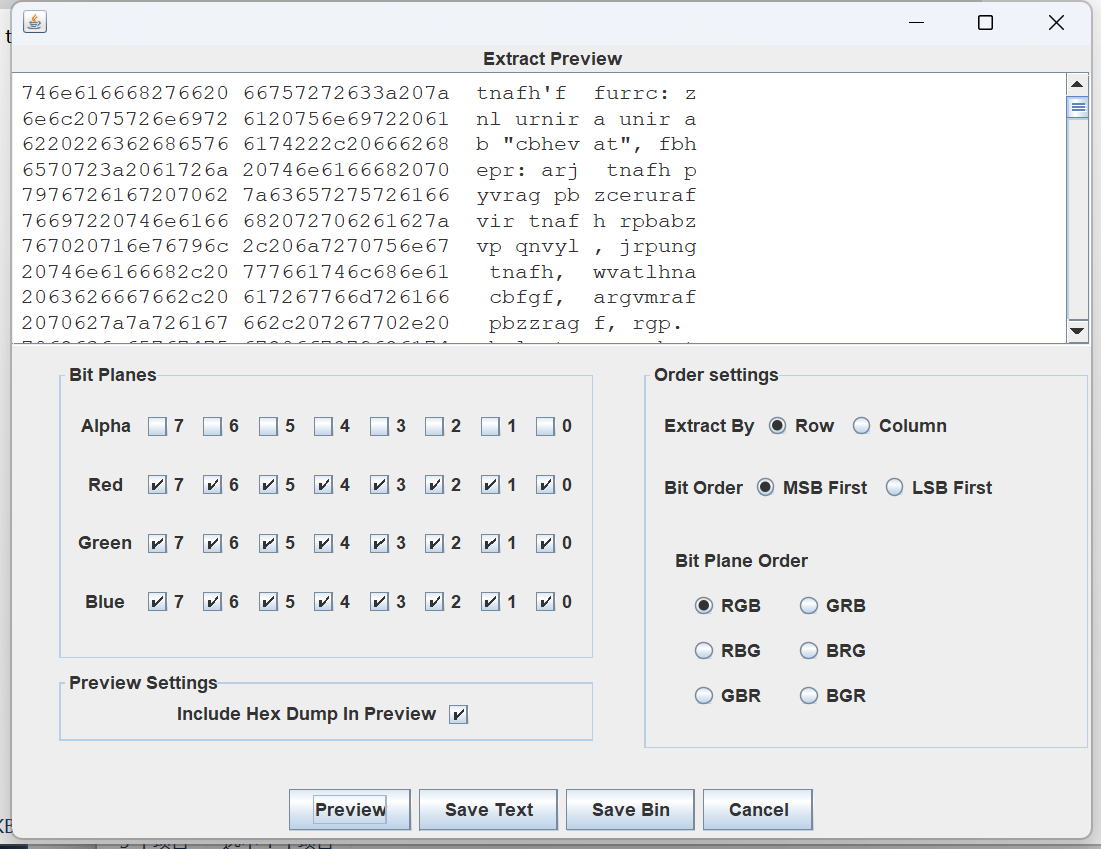 Extract Preview
746e616668276620 66757272633a207a tnafh'f furrc: z
6e6c2075726e6972 6120756e69722061 nl urnir a unir a
6220226362686576 6174222c20666268 b "cbhev at", fbh
6570723a2061726a 20746e6166682070 epr: arj tnafh p
7976726167207062 7a63657275726166 yvrag pb zceruraf
76697220746e6166 682072706261627a vir tnaf h rpbabz
767020716e76796c 2c206a7270756e67 vp qnvyl , jrpung
20746e6166682c20 777661746c686e61 tnafh, wvatlhna
2063626667662c20 617267766d726166 cbfgf, argvmraf
2070627a7a726167 662c207267702e20 pbzzrag f, rgp.
Bit Planes
Alpha 7 6 5 4 3 2 1 0
Red 7 6 5 4 3 2 1 0
Green 7 6 5 4 3 2 1 0
Blue 7 6 5 4 3 2 1 0
Preview Settings
Include Hex Dump In Preview
Order settings
Extract By Row Column
Bit Order MSB First LSB First
Bit Plane Order
RGB GRB
RBG BRG
GBR BGR
Preview Save Text Save Bin Cancel